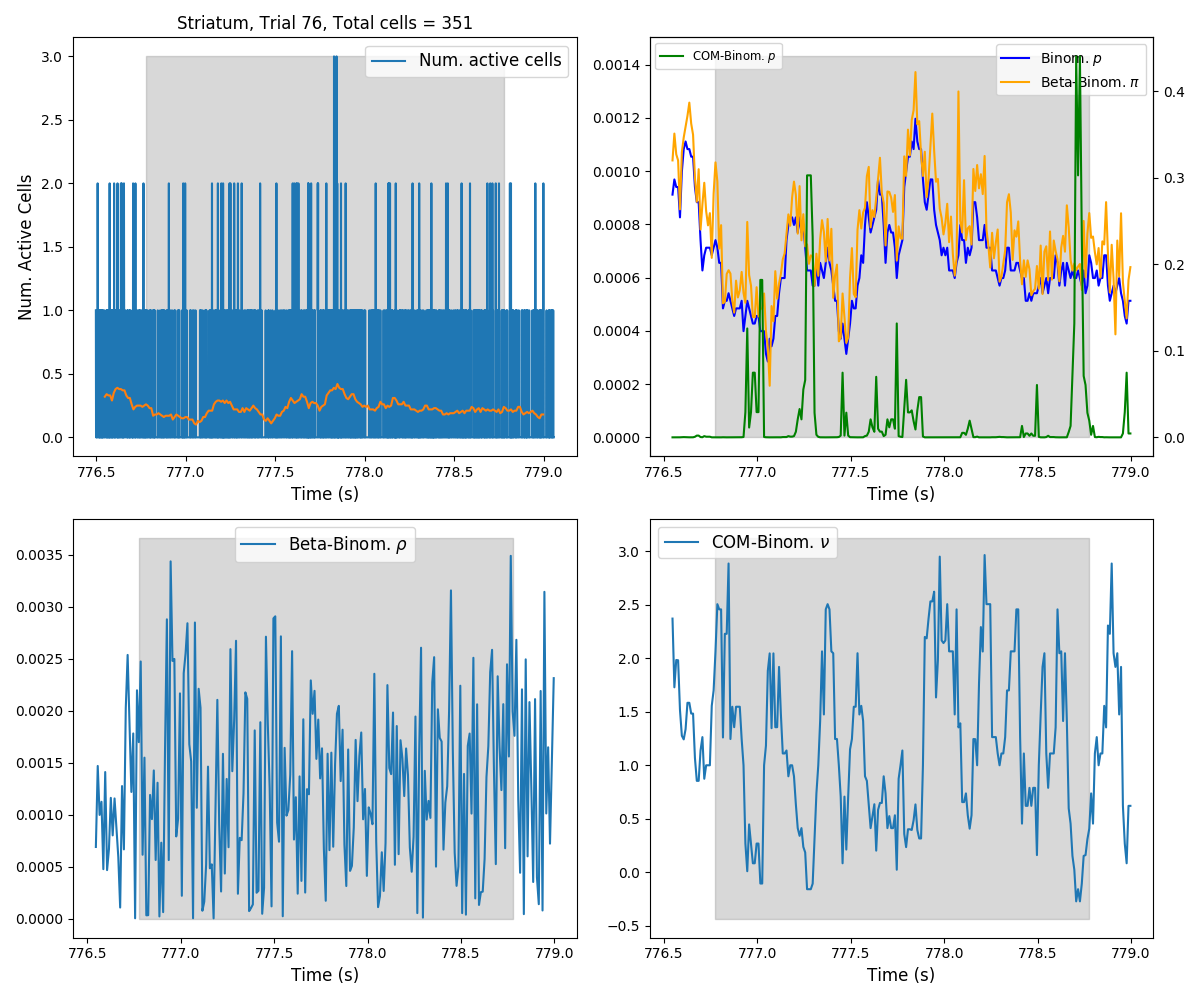 Striatum, Trial 76, Total cells = 351
Num. active cells
Num. Active Cells
3.0
2.5
2.0
1.5
1.0
0.5
0.0
776.5 777.0 777.5 778.0 778.5 779.0
Time (s)
COM-Binom. p
Binom. p
Beta-Binom. π
0.0014
0.0012
0.0010
0.0008
0.0006
0.0004
0.0002
0.0000
0.4
0.3
0.2
0.1
0.0
776.5 777.0 777.5 778.0 778.5 779.0
Time (s)
Beta-Binom. ρ
0.0035
0.0030
0.0025
0.0020
0.0015
0.0010
0.0005
0.0000
776.5 777.0 777.5 778.0 778.5 779.0
Time (s)
COM-Binom. ν
3.0
2.5
2.0
1.5
1.0
0.5
0.0
−0.5
776.5 777.0 777.5 778.0 778.5 779.0
Time (s)